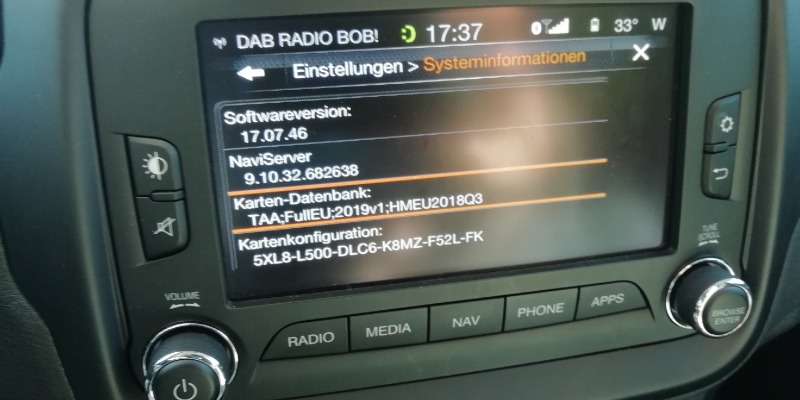 DAB RADIO BOB! 17:37 33° W
Einstellungen > Systeminformationen
Softwareversion:
17.07.46
NaviServer
9.10.32.682638
Karten-Datenbank:
TAA;FullEU;2019v1;HMEU2018Q3
Kartenkonfiguration:
5XL8-L500-DLC6-K8MZ-F52L-FK
VOLUME
RADIO MEDIA NAV PHONE APPS
TUNE
SCROLL
BROWSE
ENTER